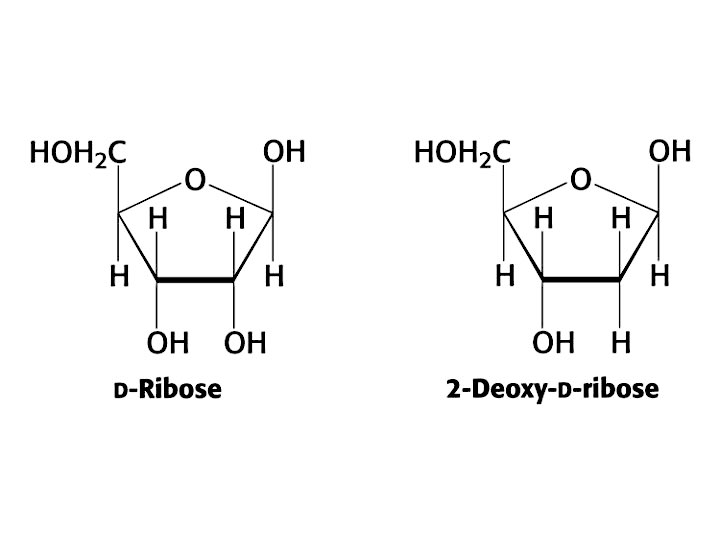 HOH₂C OH HOH₂C OH
O O
H H H H
H H H H
OH OH OH H
D-Ribose 2-Deoxy-D-ribose